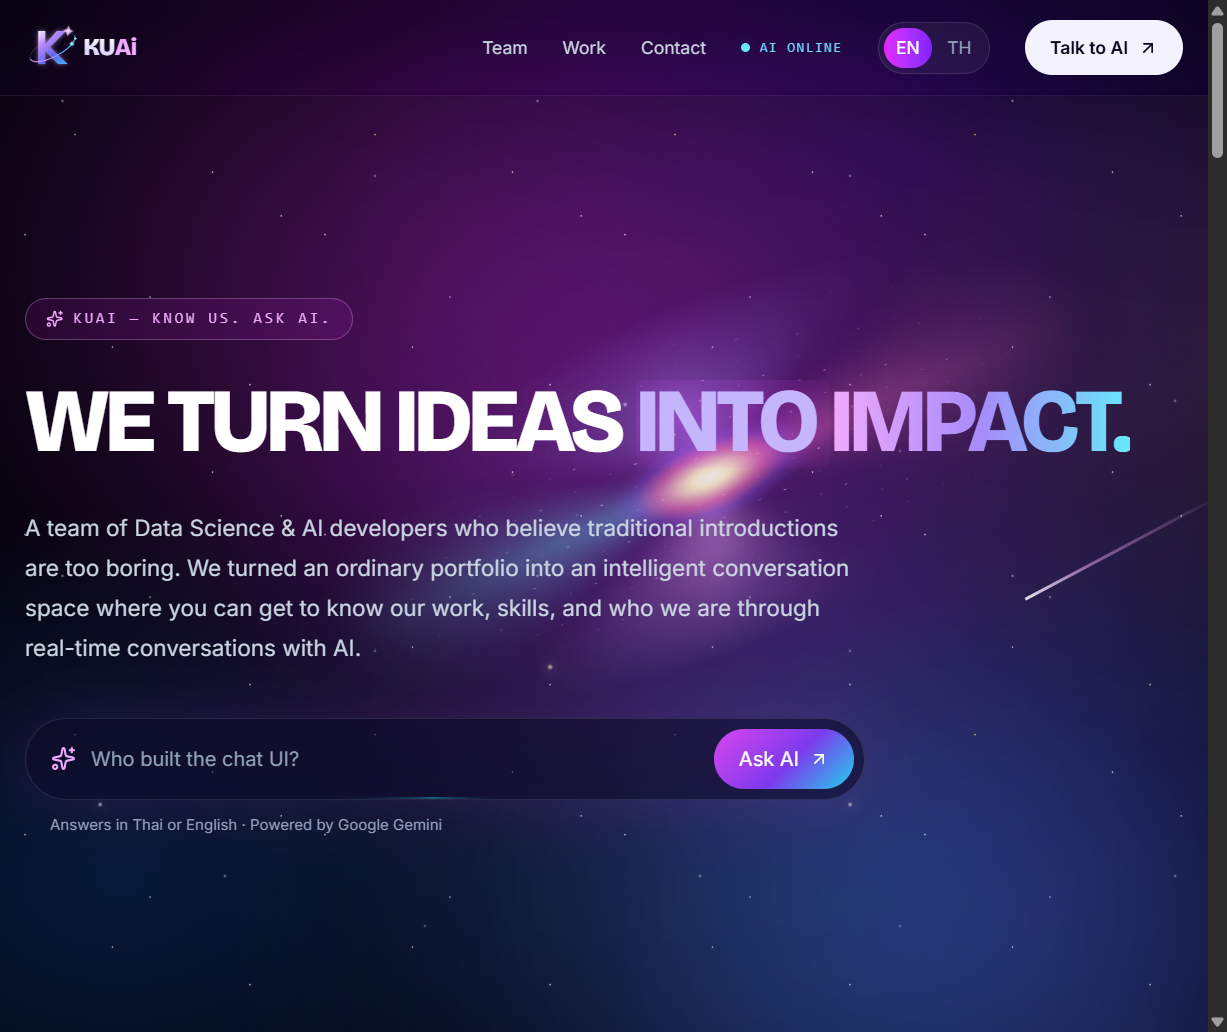 KUAi
Team
Work
Contact
AI ONLINE
EN
TH
Talk to AI
KUAI — KNOW US. ASK AI.
WE TURN IDEAS INTO IMPACT.
A team of Data Science & AI developers who believe traditional introductions
are too boring. We turned an ordinary portfolio into an intelligent conversation
space where you can get to know our work, skills, and who we are through
real-time conversations with AI.
Who built the chat UI?
Ask AI
Answers in Thai or English · Powered by Google Gemini